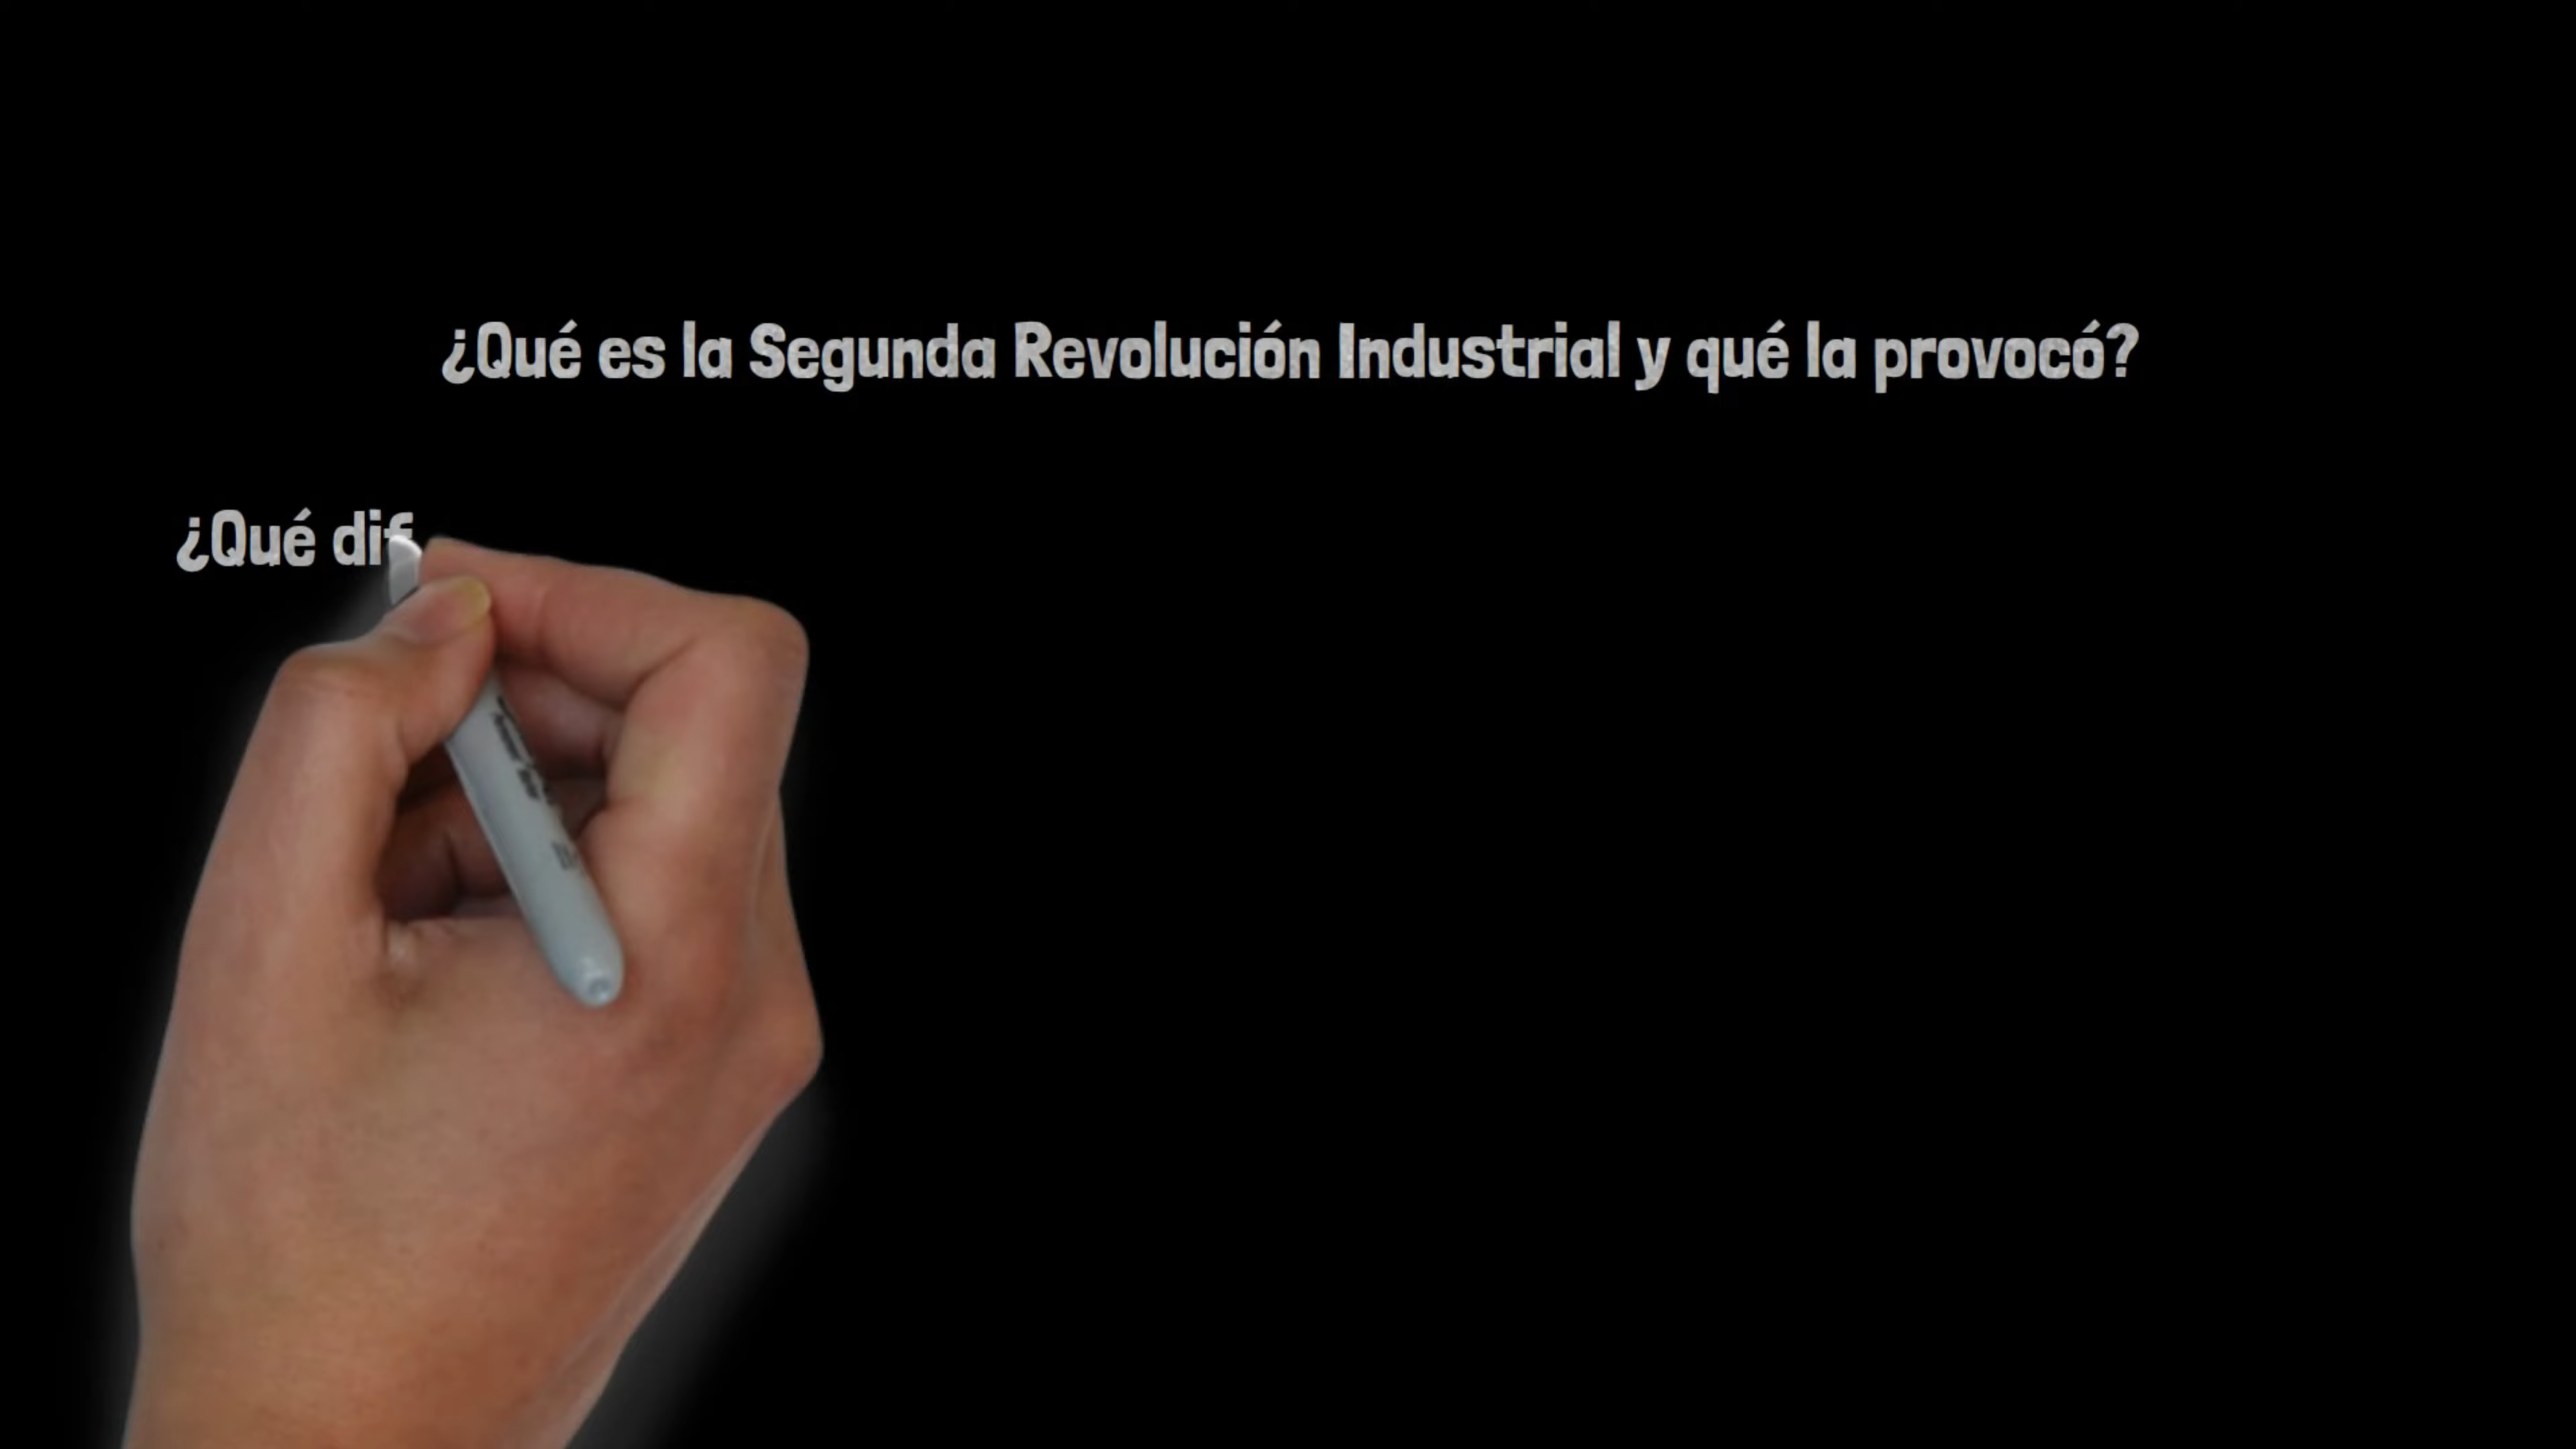 ¿Qué es la Segunda Revolución Industrial y qué la provocó?
¿Qué dif